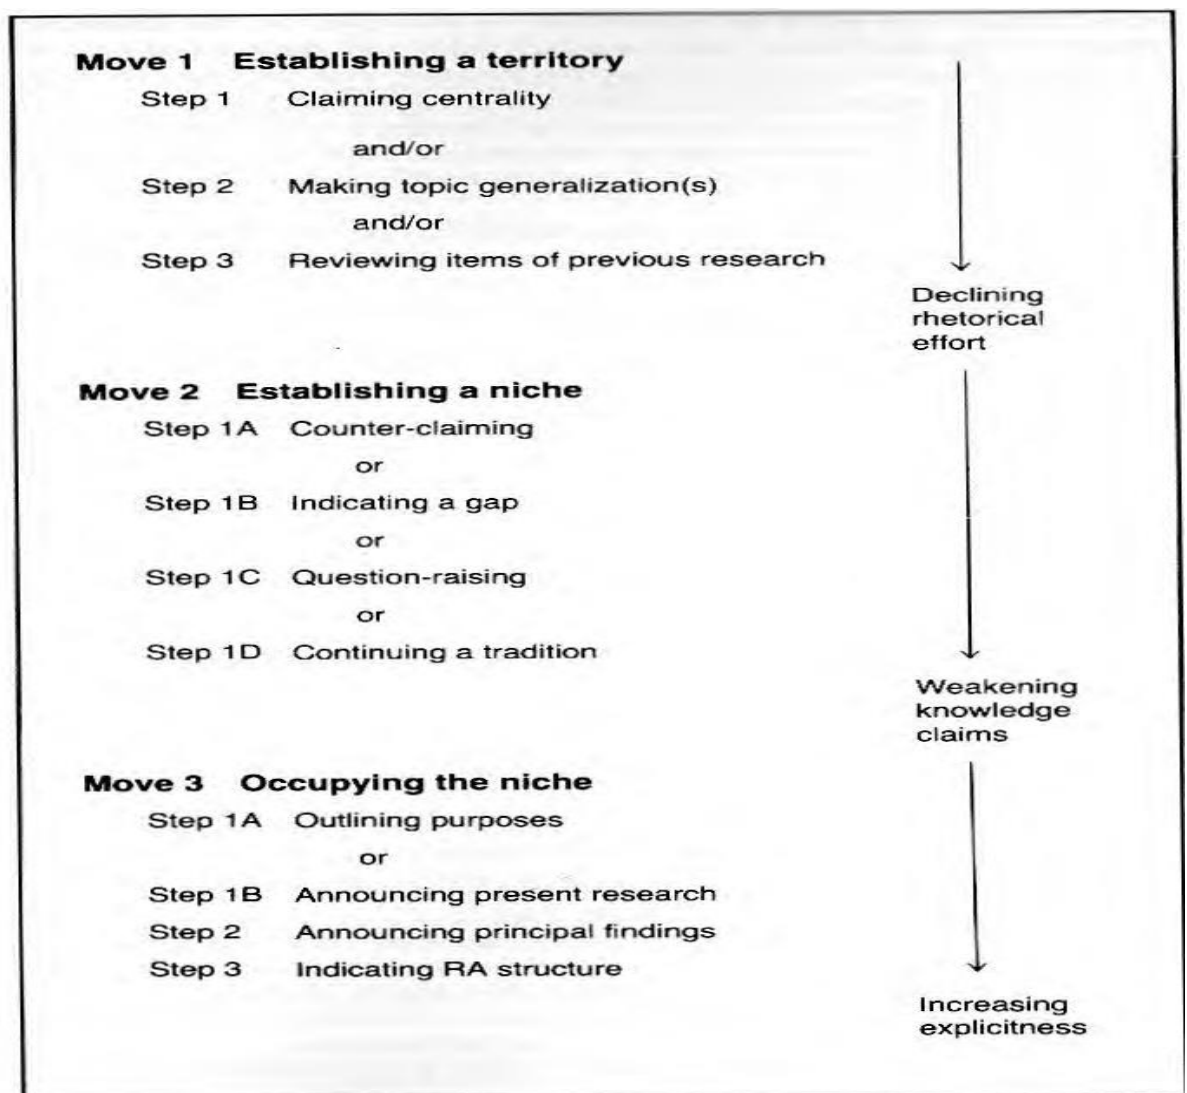 Move 1 Establishing a territory
Step 1 Claiming centrality
and/or
Step 2 Making topic generalization(s)
and/or
Step 3 Reviewing items of previous research
Declining
rhetorical
effort
Move 2 Establishing a niche
Step 1A Counter-claiming
or
Step 1B Indicating a gap
or
Step 1C Question-raising
or
Step 1D Continuing a tradition
Weakening
knowledge
claims
Move 3 Occupying the niche
Step 1A Outlining purposes
or
Step 1B Announcing present research
Step 2 Announcing principal findings
Step 3 Indicating RA structure
Increasing
explicitness